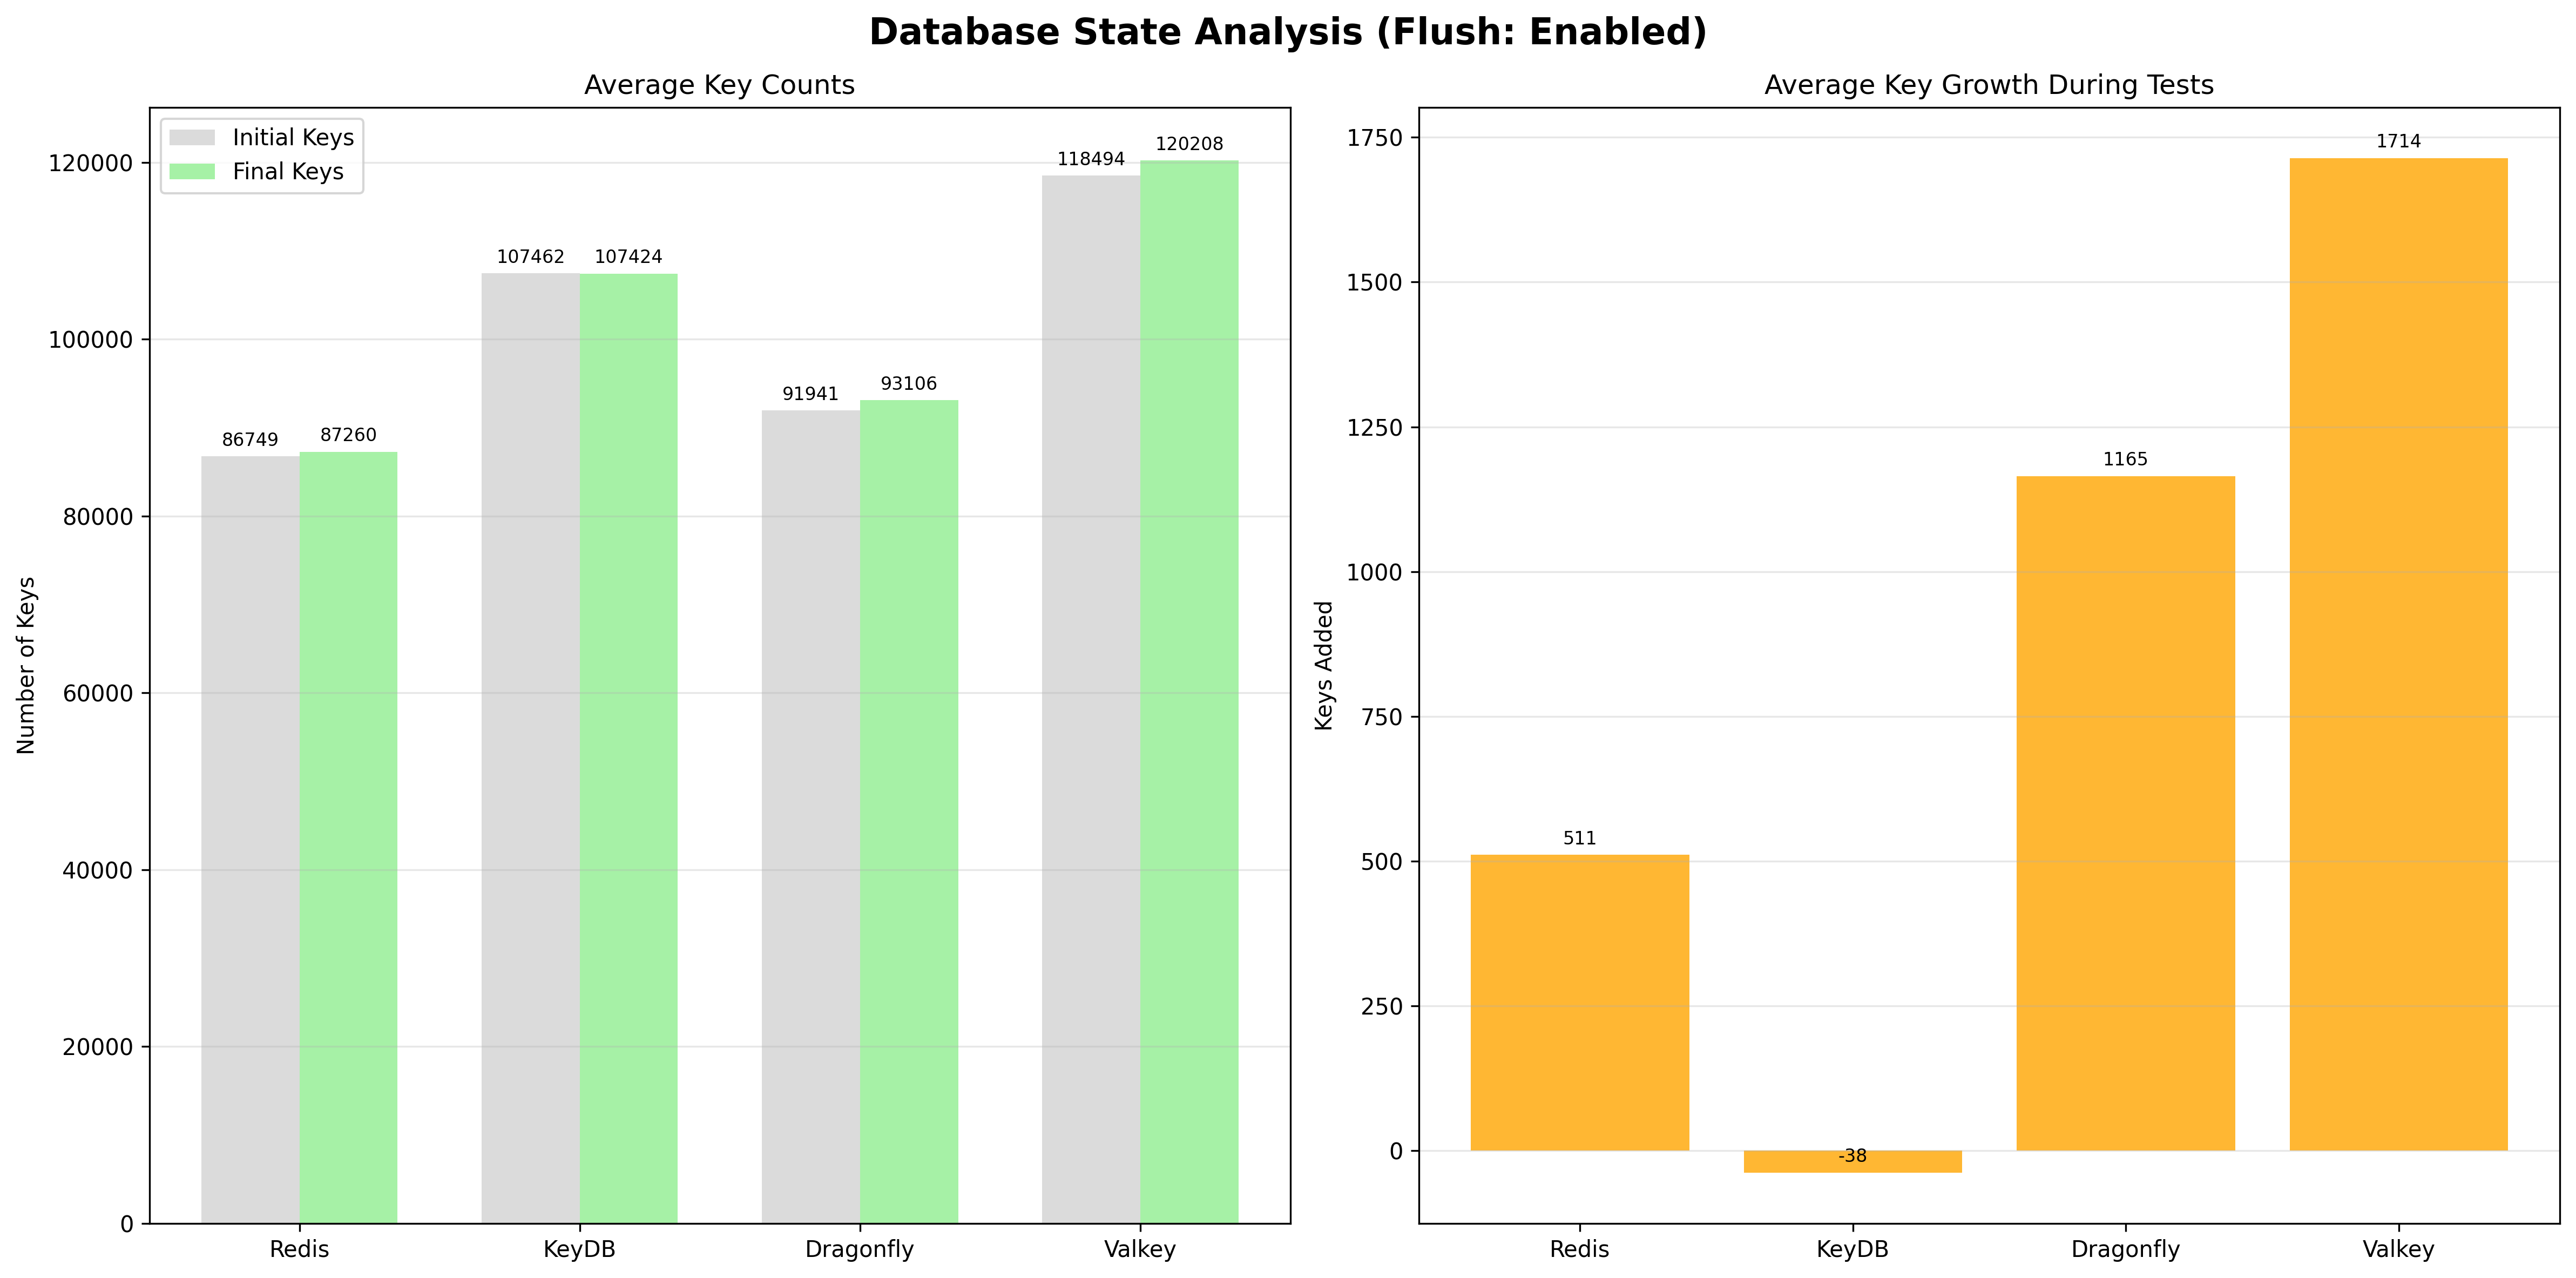 Database State Analysis (Flush: Enabled)
Average Key Counts
Initial Keys
Final Keys
Number of Keys
120000
100000
80000
60000
40000
20000
0
86749
87260
107462
107424
91941
93106
118494
120208
Redis
KeyDB
Dragonfly
Valkey
Average Key Growth During Tests
Keys Added
1750
1500
1250
1000
750
500
250
0
511
-38
1165
1714
Redis
KeyDB
Dragonfly
Valkey